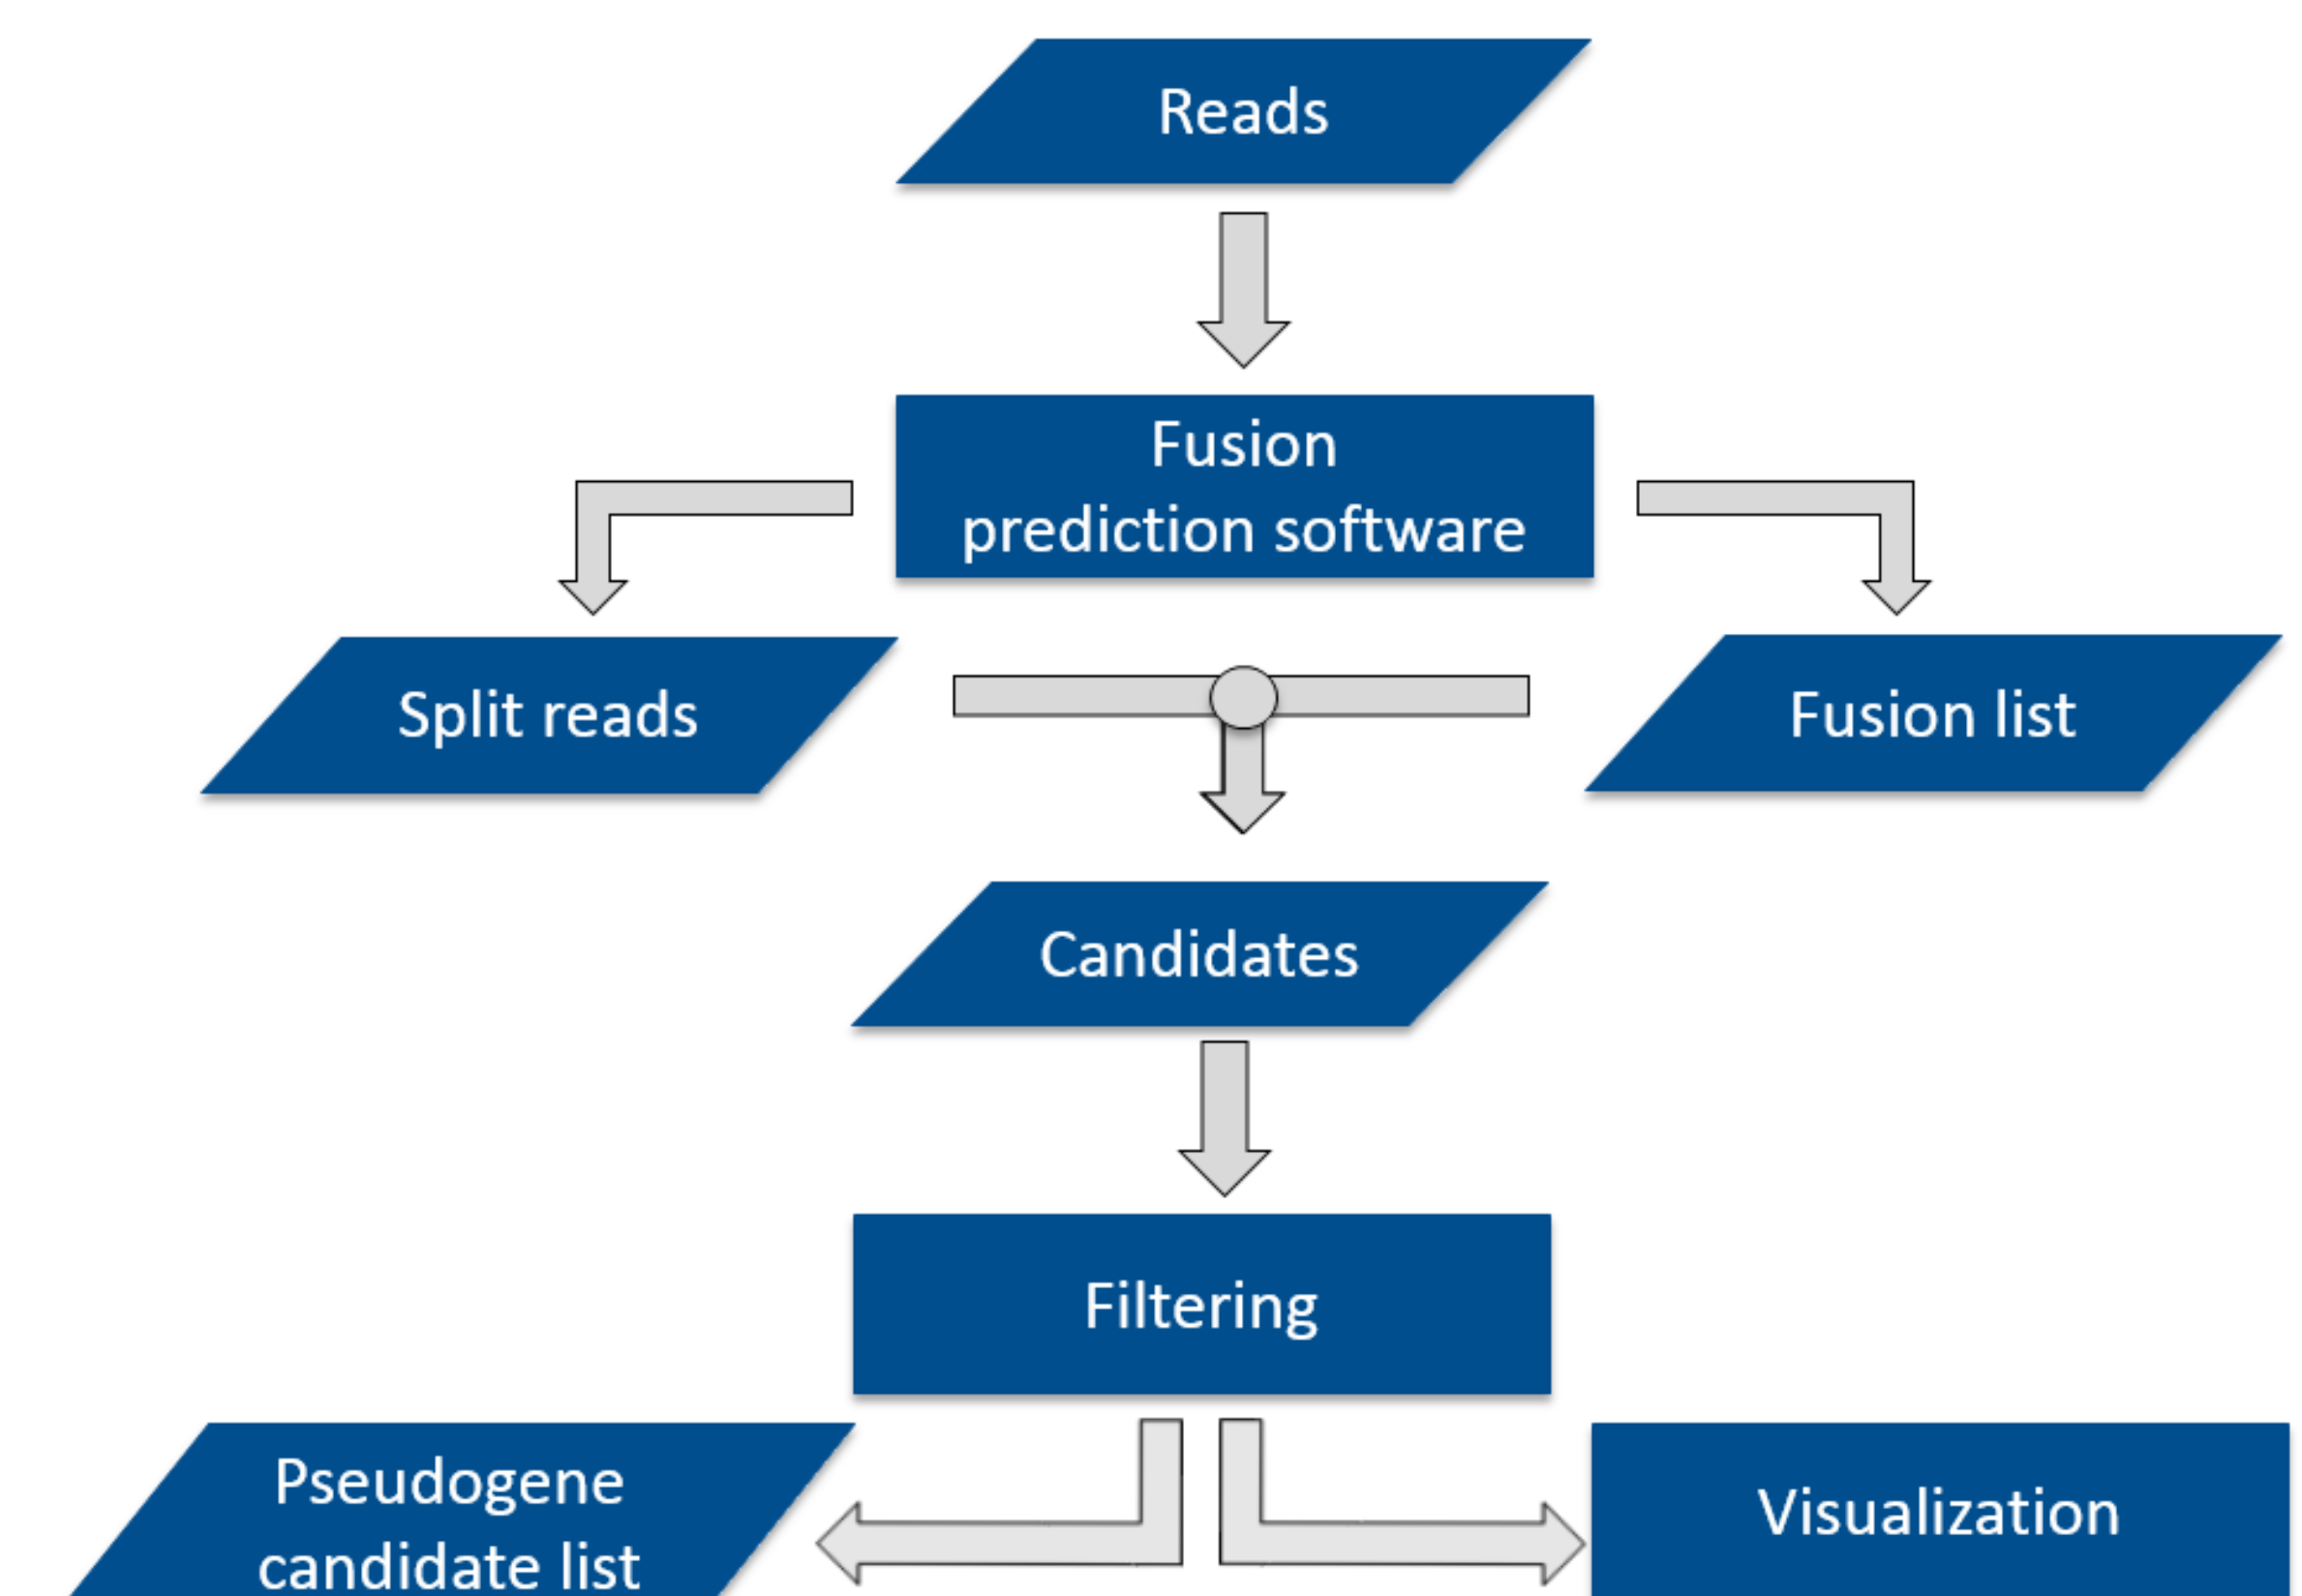 Reads
Fusion
prediction software
Split reads
Fusion list
Candidates
Filtering
Pseudogene
candidate list
Visualization